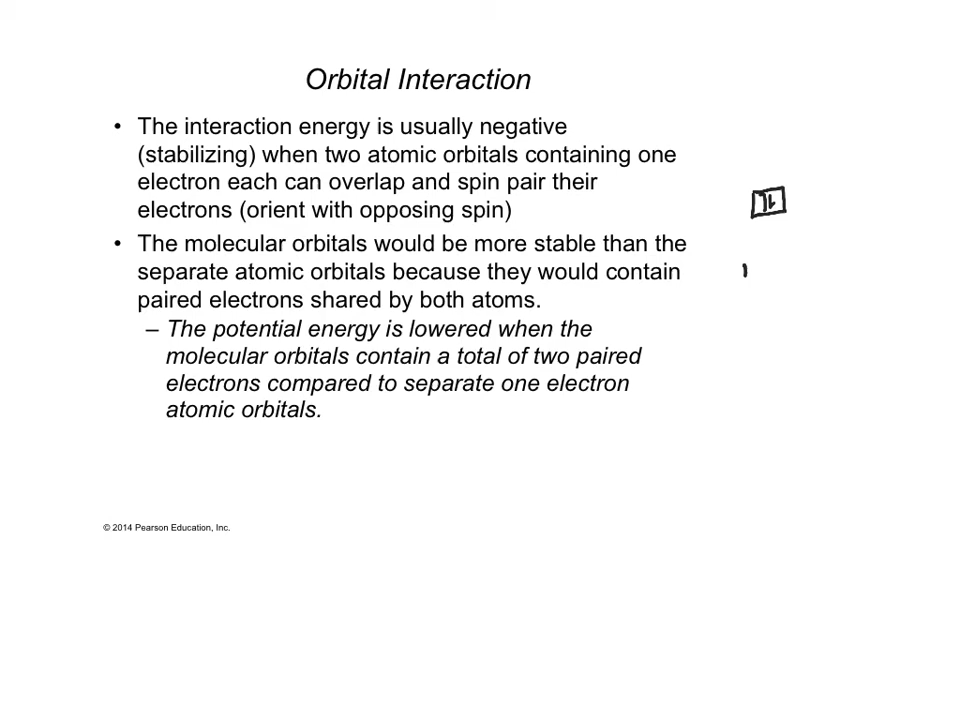 Orbital Interaction
• The interaction energy is usually negative
(stabilizing) when two atomic orbitals containing one
electron each can overlap and spin pair their
electrons (orient with opposing spin)
• The molecular orbitals would be more stable than the
separate atomic orbitals because they would contain
paired electrons shared by both atoms.
– The potential energy is lowered when the
molecular orbitals contain a total of two paired
electrons compared to separate one electron
atomic orbitals.
© 2014 Pearson Education, Inc.